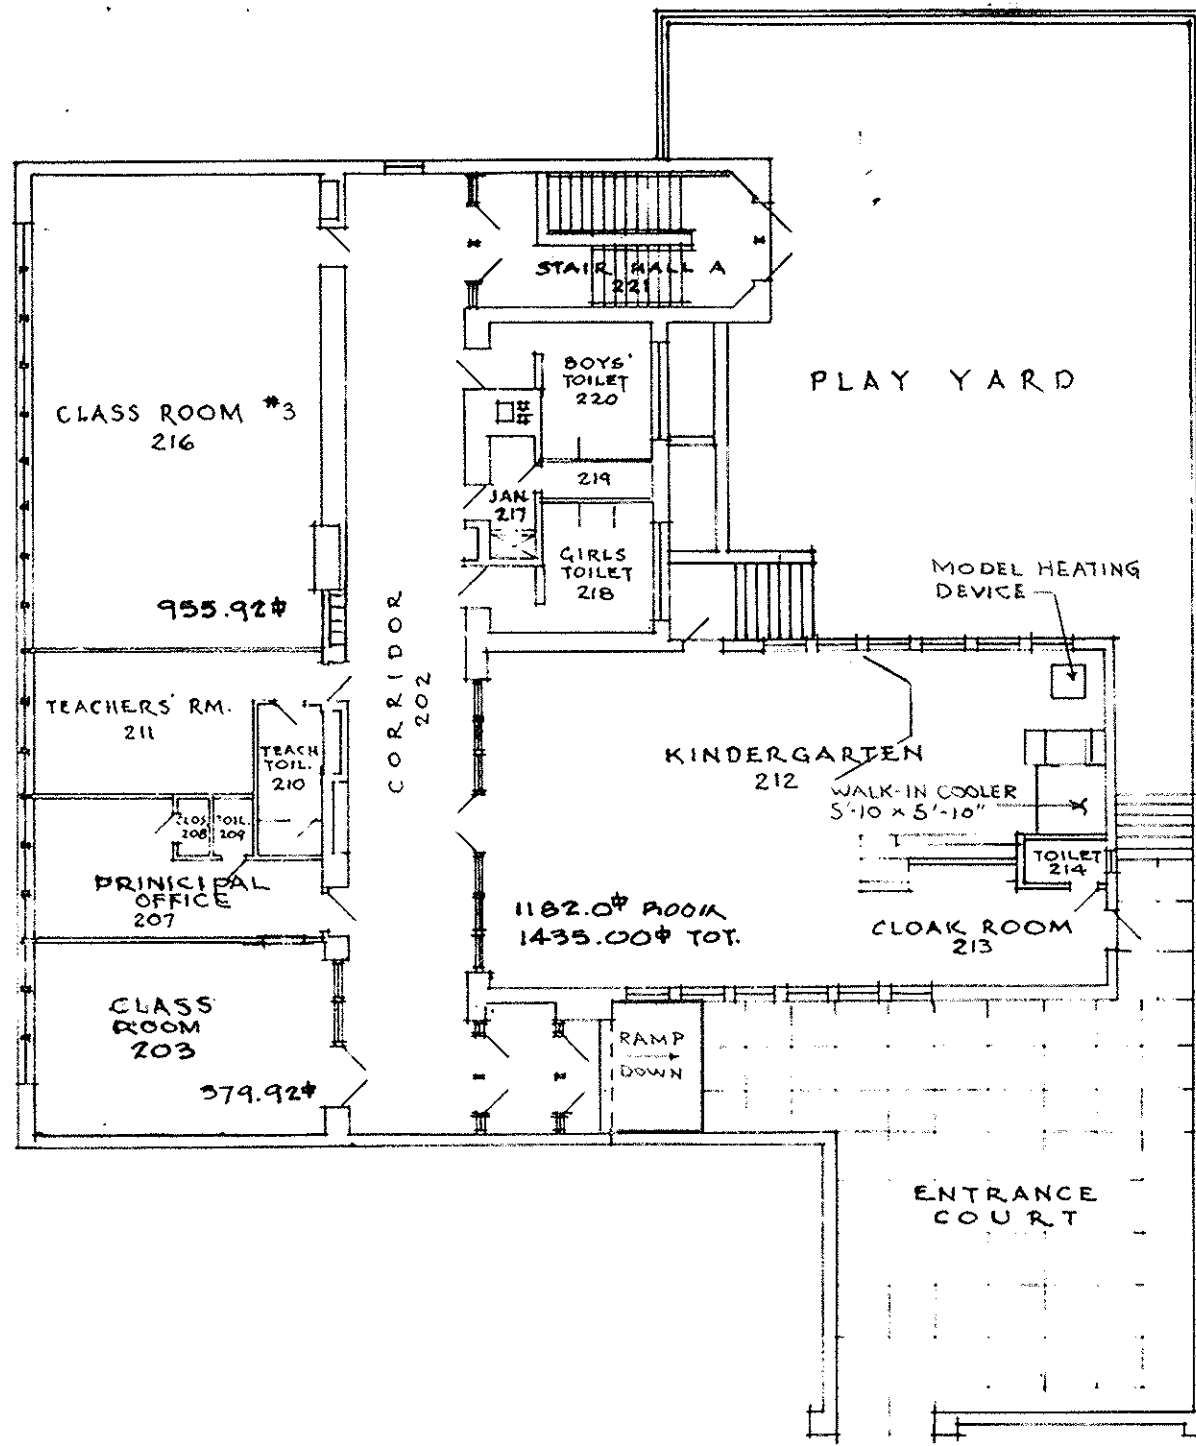 STAIR HALL A
221
BOYS'
TOILET
220
PLAY YARD
CLASS ROOM #3
216
219
JAN.
217
GIRLS
TOILET
218
MODEL HEATING
DEVICE
955.92⌽
CORRIDOR
202
TEACHERS' RM.
211
TEACH
TOIL.
210
KINDERGARTEN
212
WALK-IN COOLER
5'-10 x 5'-10"
CLOS.
208
TOIL.
209
TOILET
214
PRINICIPAL
OFFICE
207
1182.0⌽ ROOM
1435.00⌽ TOT.
CLOAK ROOM
213
CLASS
ROOM
203
RAMP
DOWN
579.92⌽
ENTRANCE
COURT